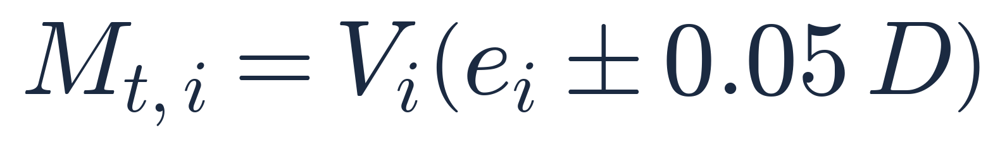 M_{t,i} = V_i(e_i ± 0.05 D)